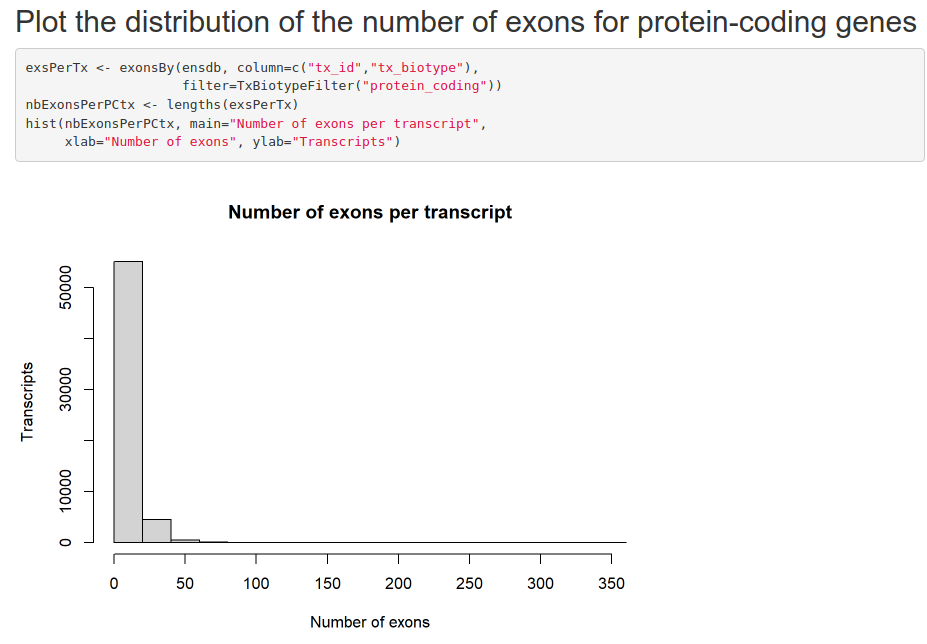 Plot the distribution of the number of exons for protein-coding genes
exsPerTx <- exonsBy(ensdb, column=c("tx_id","tx_biotype"),
                    filter=TxBiotypeFilter("protein_coding"))
nbExonsPerPCtx <- lengths(exsPerTx)
hist(nbExonsPerPCtx, main="Number of exons per transcript",
     xlab="Number of exons", ylab="Transcripts")
Number of exons per transcript
50000
30000
10000
0
Transcripts
0 50 100 150 200 250 300 350
Number of exons